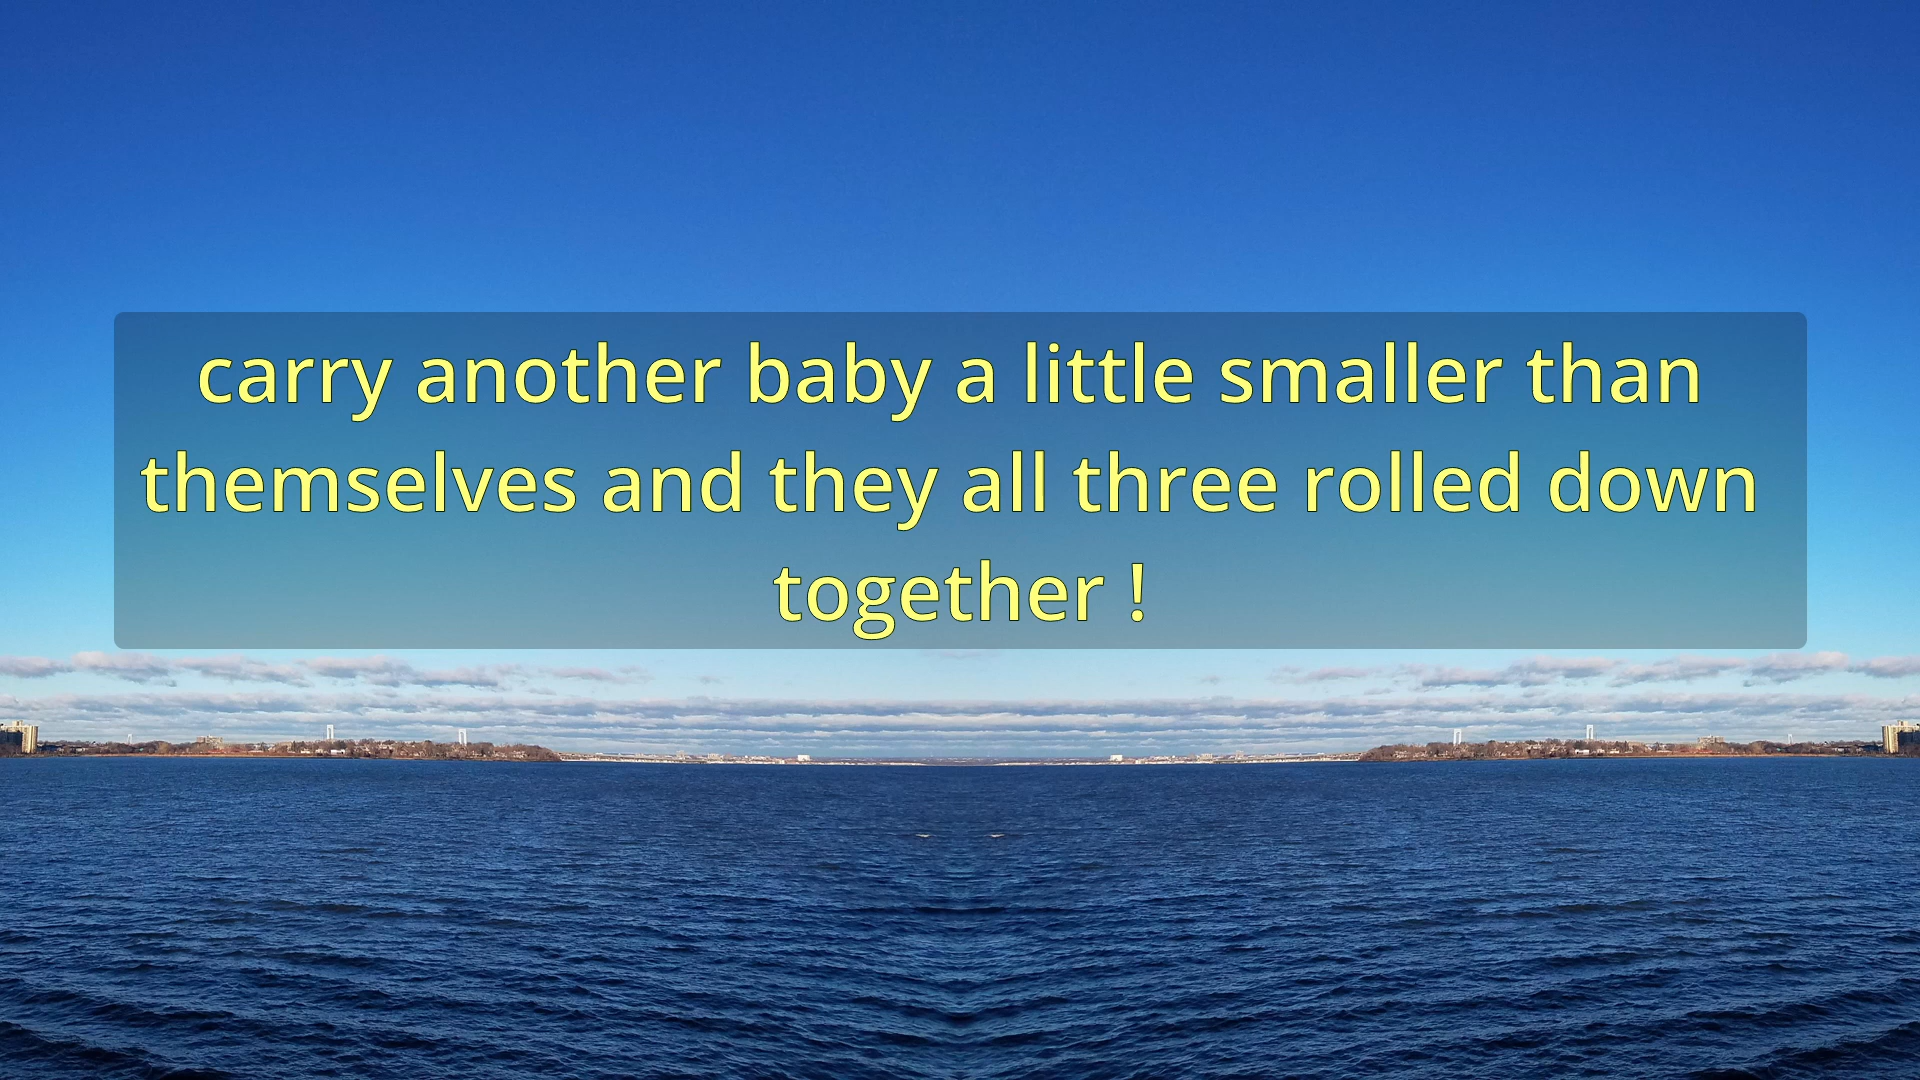 carry another baby a little smaller than
themselves and they all three rolled down
together !